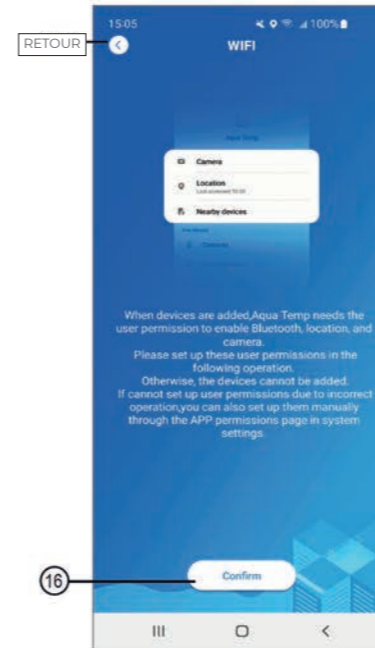 15:05
100%
RETOUR
WIFI
Aqua Temp
Camera
Location
Nearby devices
When devices are added,Aqua Temp needs the
user permission to enable Bluetooth, location, and
camera.
Please set up these user permissions in the
following operation.
Otherwise, the devices cannot be added.
If cannot set up user permissions due to incorrect
operation,you can also set up them manually
through the APP permissions page in system
settings.
16
Confirm